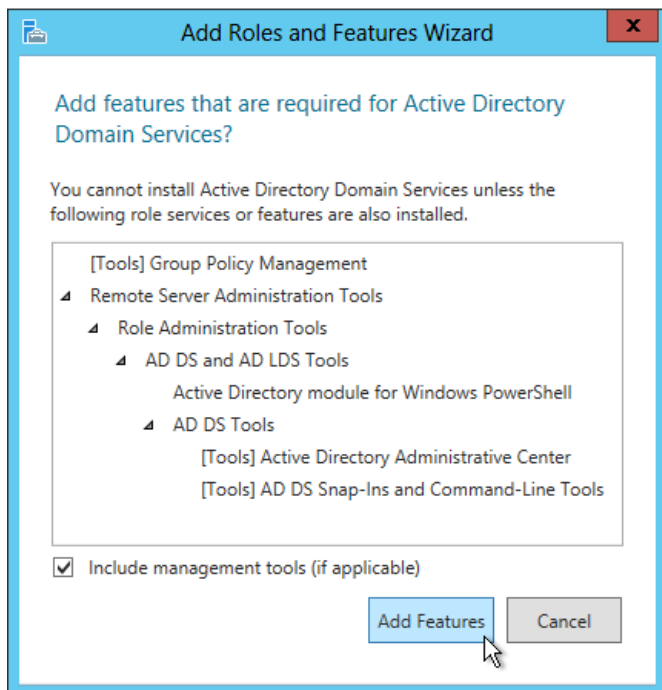 Add Roles and Features Wizard
x
Add features that are required for Active Directory
Domain Services?
You cannot install Active Directory Domain Services unless the
following role services or features are also installed.
[Tools] Group Policy Management
Remote Server Administration Tools
Role Administration Tools
AD DS and AD LDS Tools
Active Directory module for Windows PowerShell
AD DS Tools
[Tools] Active Directory Administrative Center
[Tools] AD DS Snap-Ins and Command-Line Tools
Include management tools (if applicable)
Add Features
Cancel